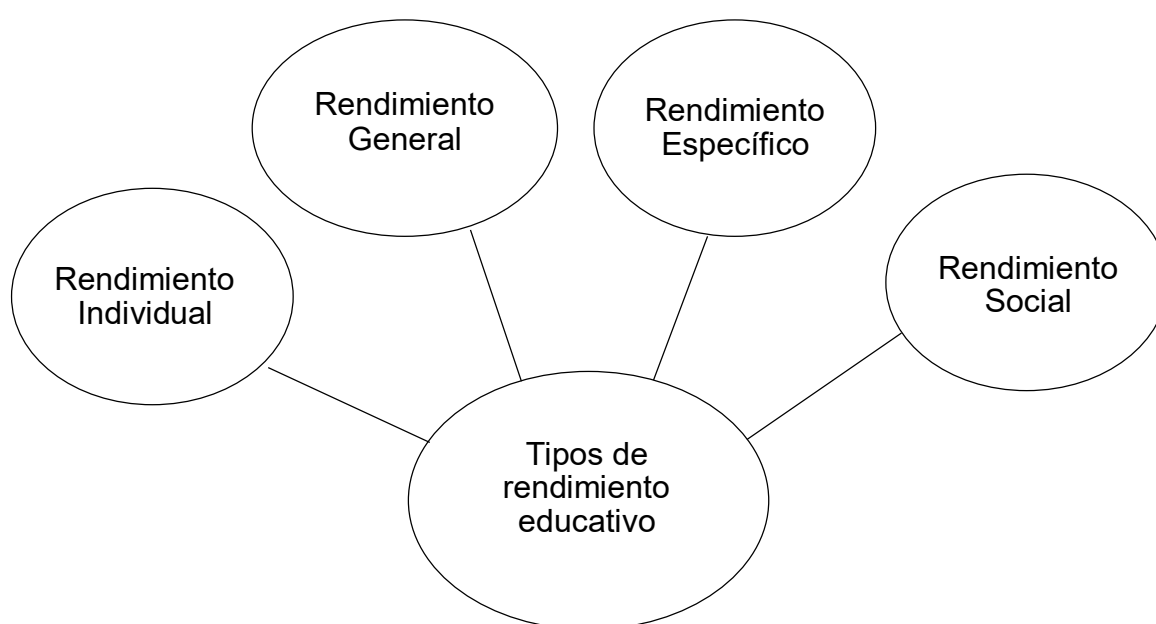 Rendimiento
General
Rendimiento
Específico
Rendimiento
Individual
Rendimiento
Social
Tipos de
rendimiento
educativo